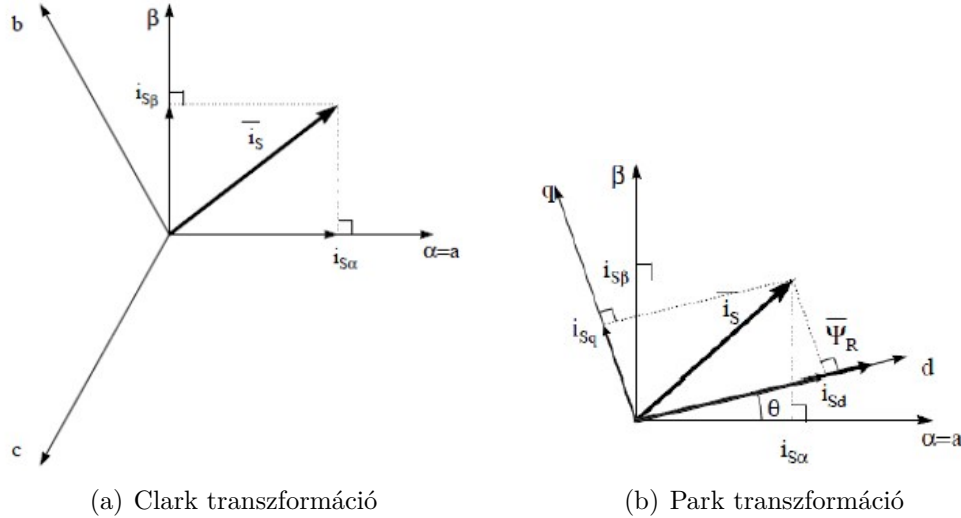 b
β
i_Sβ
i_S
i_Sα
α=a
c
(a) Clark transzformáció
q
β
i_Sβ
i_S
i_Sq
Ψ_R
d
i_Sd
θ
i_Sα
α=a
(b) Park transzformáció